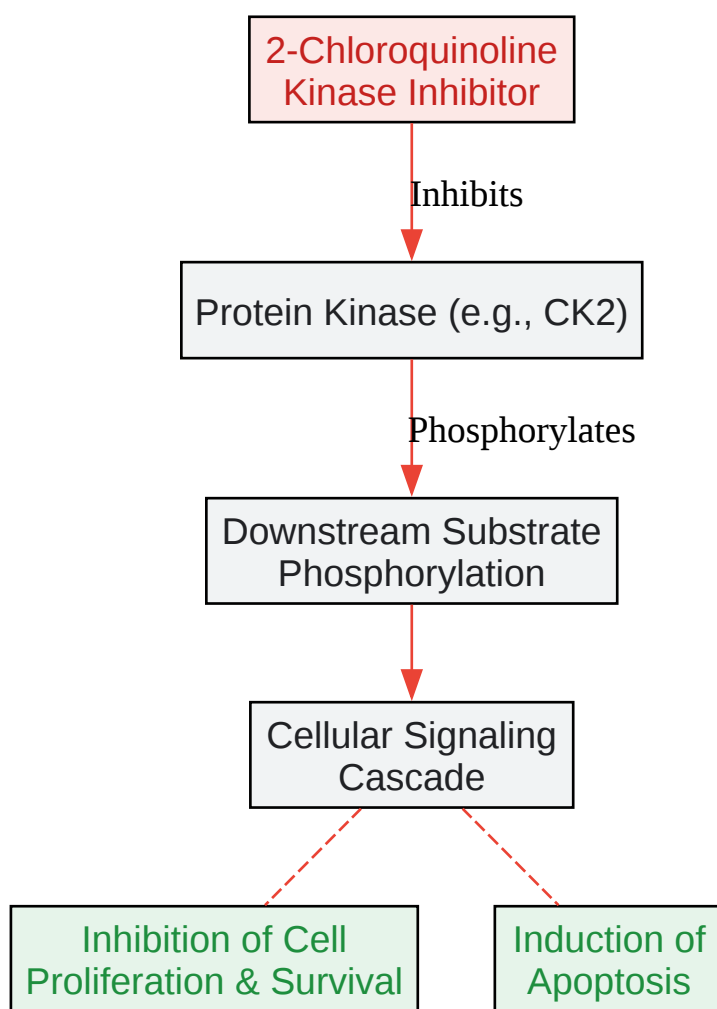 2-Chloroquinoline
Kinase Inhibitor
Inhibits
Protein Kinase (e.g., CK2)
Phosphorylates
Downstream Substrate
Phosphorylation
Cellular Signaling
Cascade
Inhibition of Cell
Proliferation & Survival
Induction of
Apoptosis